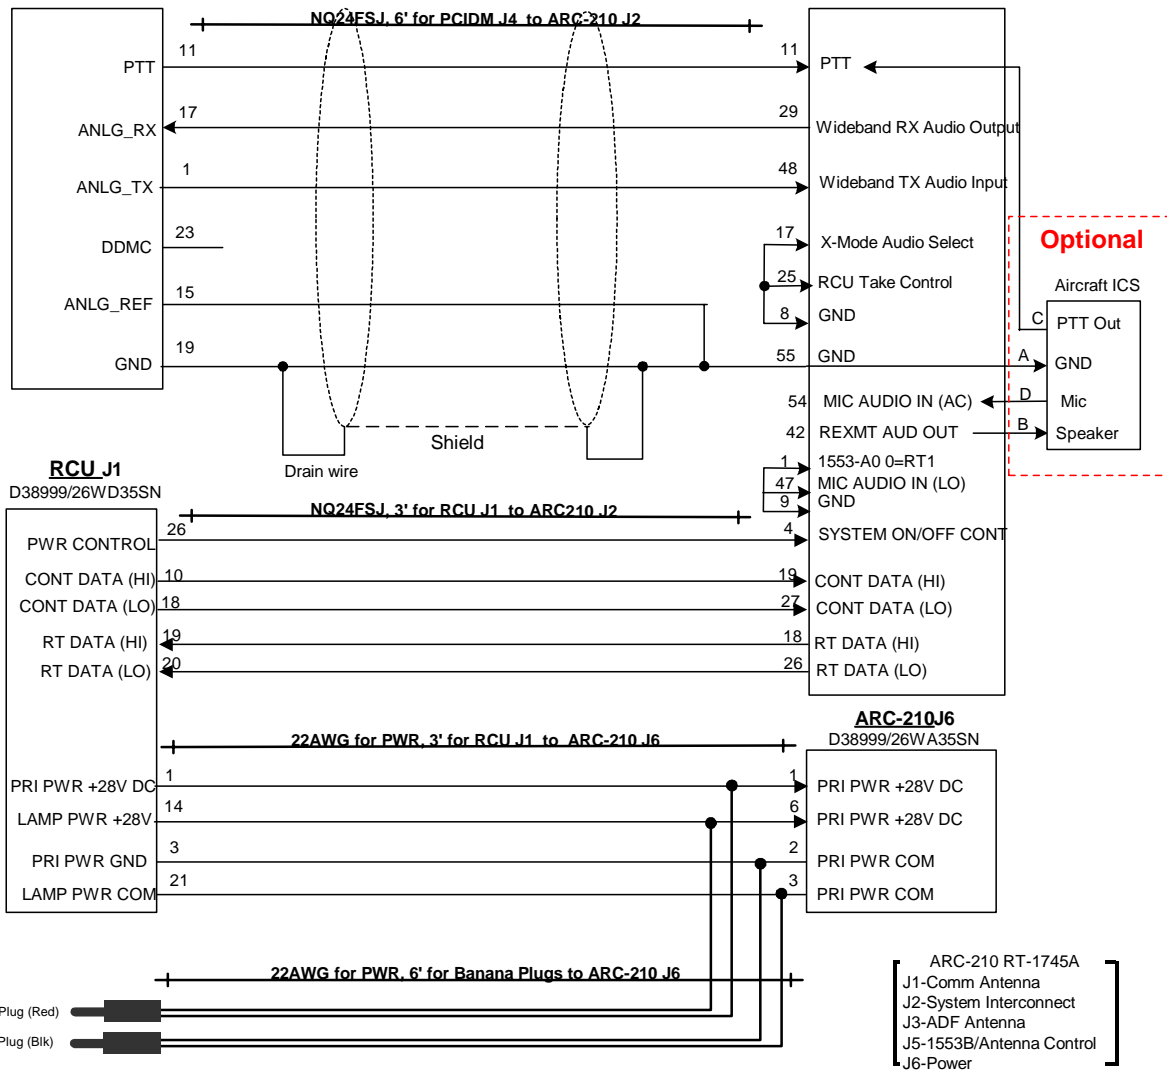 NQ24FSJ, 6' for PCIDM J4 to ARC-210 J2
PTT 11 11 PTT
ANLG_RX 17 29 Wideband RX Audio Output
ANLG_TX 1 48 Wideband TX Audio Input
DDMC 23
17 X-Mode Audio Select
Optional
ANLG_REF 15
25 RCU Take Control
Aircraft ICS
8 GND
C PTT Out
GND 19 55 GND A GND
54 MIC AUDIO IN (AC) D Mic
42 REXMT AUD OUT B Speaker
Shield
Drain wire
1 1553-A0 0=RT1
47 MIC AUDIO IN (LO)
9 GND
RCU J1
D38999/26WD35SN
NQ24FSJ, 3' for RCU J1 to ARC210 J2
PWR CONTROL 26 4 SYSTEM ON/OFF CONT
CONT DATA (HI) 10 19 CONT DATA (HI)
CONT DATA (LO) 18 27 CONT DATA (LO)
RT DATA (HI) 19 18 RT DATA (HI)
RT DATA (LO) 20 26 RT DATA (LO)
ARC-210J6
D38999/26WA35SN
22AWG for PWR, 3' for RCU J1 to ARC-210 J6
PRI PWR +28V DC 1 1 PRI PWR +28V DC
LAMP PWR +28V 14 6 PRI PWR +28V DC
PRI PWR GND 3 2 PRI PWR COM
LAMP PWR COM 21 3 PRI PWR COM
22AWG for PWR, 6' for Banana Plugs to ARC-210 J6
Plug (Red)
Plug (Blk)
ARC-210 RT-1745A
J1-Comm Antenna
J2-System Interconnect
J3-ADF Antenna
J5-1553B/Antenna Control
J6-Power